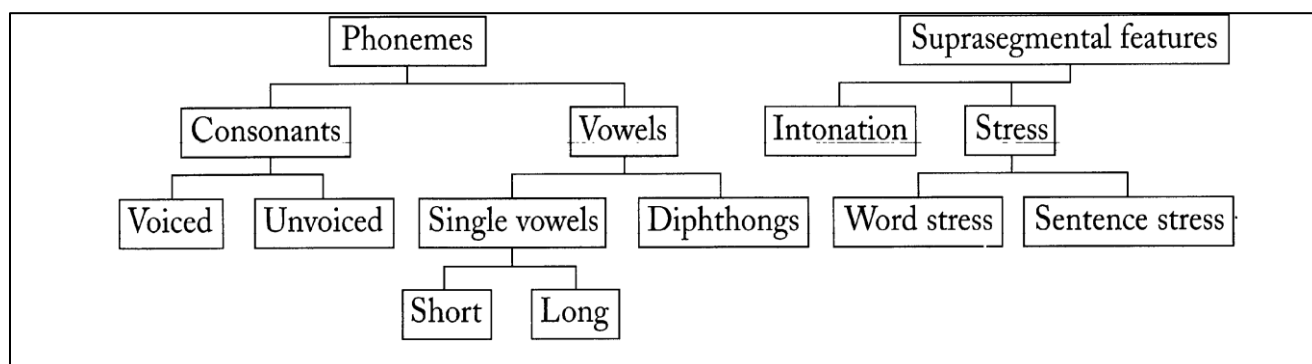 Phonemes
Suprasegmental features
Consonants
Vowels
Intonation
Stress
Voiced
Unvoiced
Single vowels
Diphthongs
Word stress
Sentence stress
Short
Long